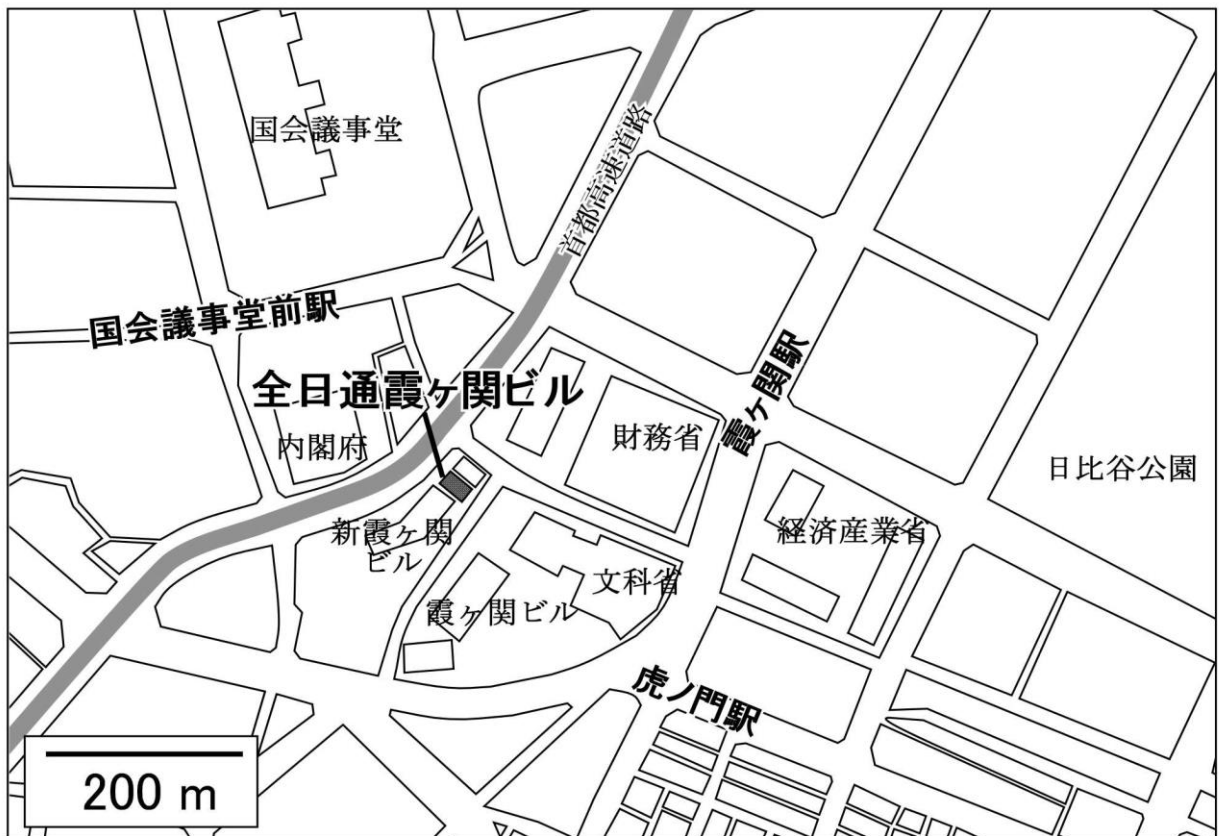 国会議事堂
首都高速道路
国会議事堂前駅
霞ヶ関駅
全日通霞ヶ関ビル
内閣府
財務省
日比谷公園
新霞ヶ関
ビル
経済産業省
文科省
霞ヶ関ビル
虎ノ門駅
200 m